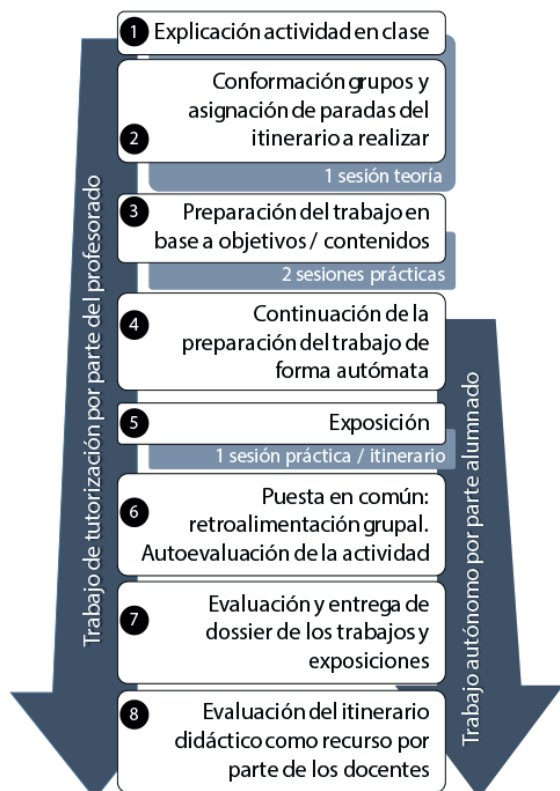 1 Explicación actividad en clase
Conformación grupos y
asignación de paradas del
2 itinerario a realizar
1 sesión teoría
3 Preparación del trabajo en
base a objetivos / contenidos
2 sesiones prácticas
4 Continuación de la
preparación del trabajo de
forma autómata
5 Exposición
1 sesión práctica / itinerario
6 Puesta en común:
retroalimentación grupal.
Autoevaluación de la actividad
Evaluación y entrega de
7 dossier de los trabajos y
exposiciones
8 Evaluación del itinerario
didáctico como recurso por
parte de los docentes
Trabajo de tutorización por parte del profesorado
Trabajo autónomo por parte alumnado